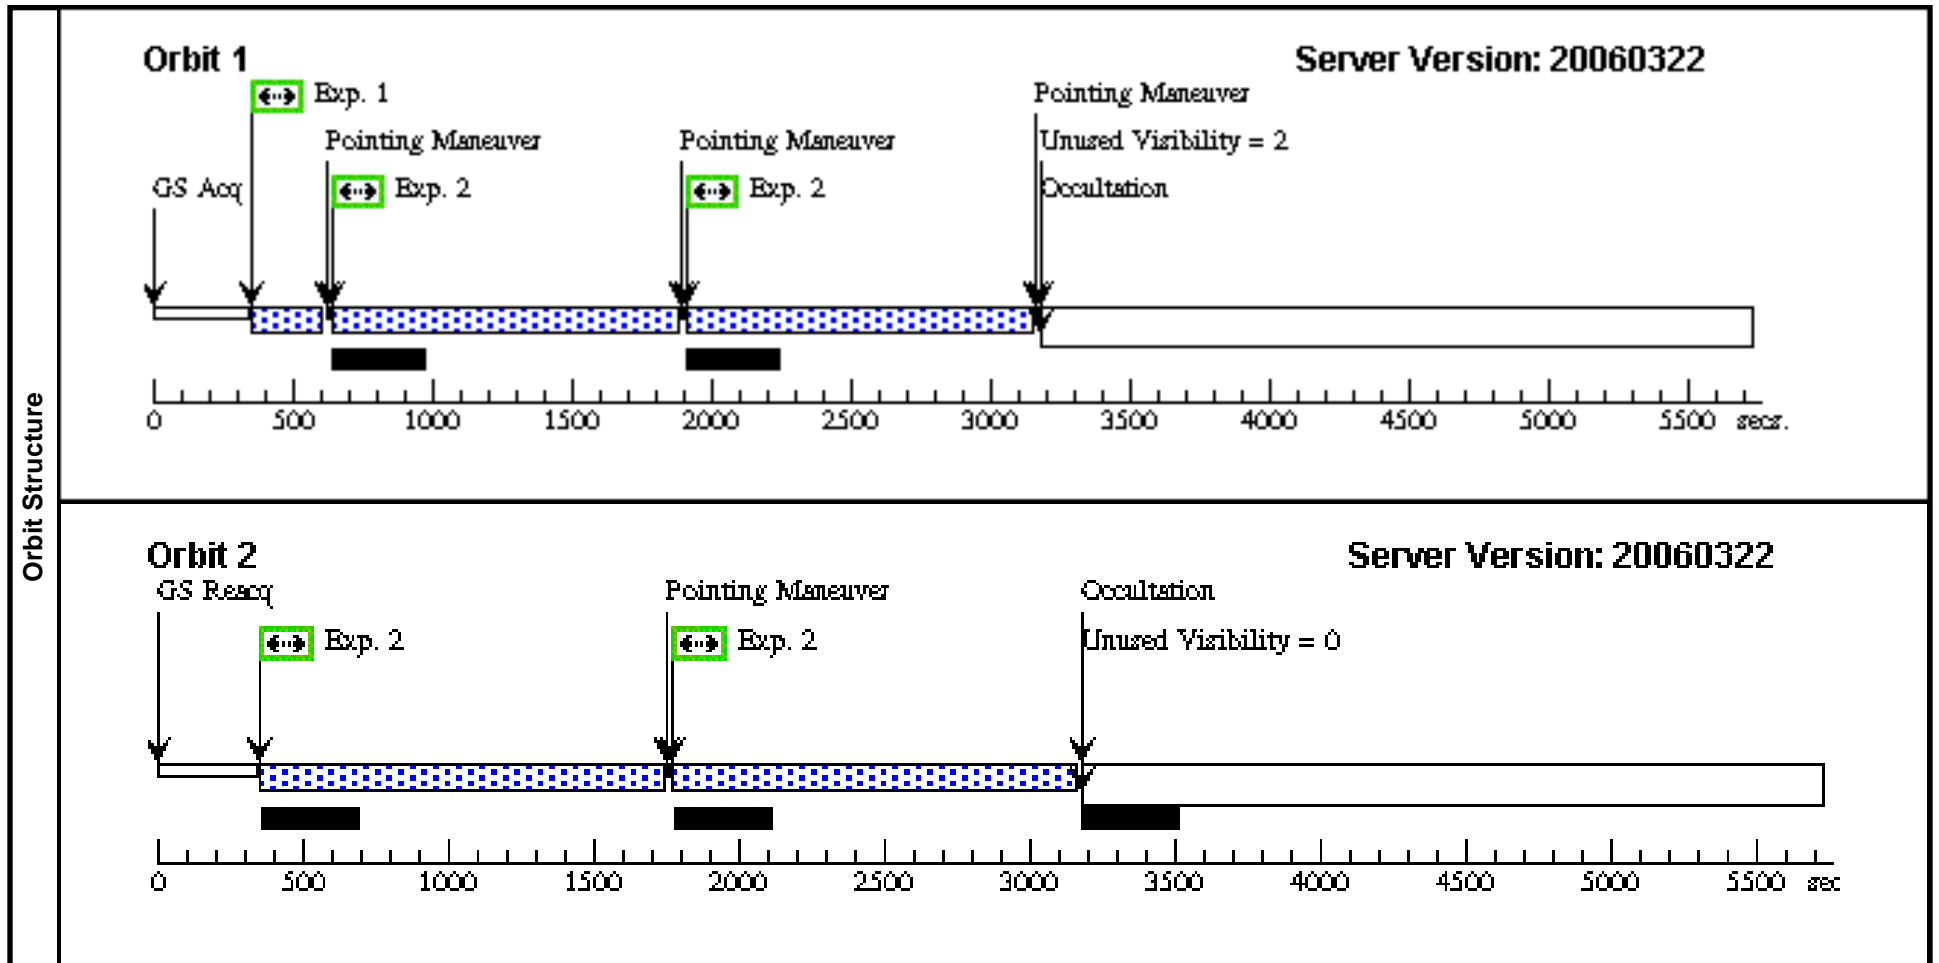 Orbit Structure
Orbit 1
Server Version: 20060322
Exp. 1
Pointing Maneuver
Pointing Maneuver
Pointing Maneuver
Unused Visibility = 2
GS Acq
Exp. 2
Exp. 2
Occultation
0 500 1000 1500 2000 2500 3000 3500 4000 4500 5000 5500 secs.
Orbit 2
Server Version: 20060322
GS Reacq
Pointing Maneuver
Occultation
Exp. 2
Exp. 2
Unused Visibility = 0
0 500 1000 1500 2000 2500 3000 3500 4000 4500 5000 5500 sec